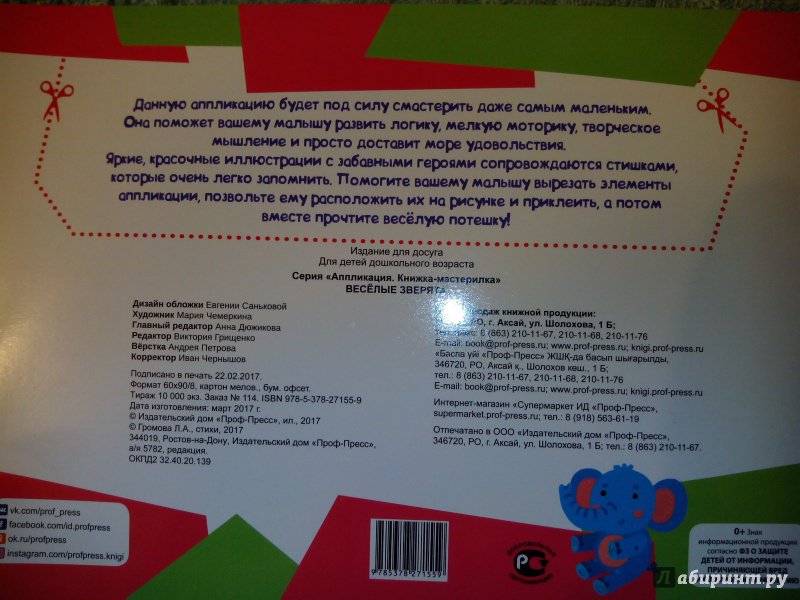 Данную аппликацию будет под силу смастерить даже самым маленьким.
Она поможет вашему малышу развить логику, мелкую моторику, творческое
мышление и просто доставит море удовольствия.
Яркие, красочные иллюстрации с забавными героями сопровождаются стишками,
которые очень легко запомнить. Помогите вашему малышу вырезать элементы
аппликации, позвольте ему расположить их на рисунке и приклеить, а потом
вместе прочтите весёлую потешку!
Издание для досуга
Для детей дошкольного возраста
Серия «Аппликация. Книжка-мастерилка»
ВЕСЁЛЫЕ ЗВЕРЯТА
Дизайн обложки Евгении Саньковой
Художник Мария Чемеркина
Главный редактор Анна Дюжикова
Редактор Виктория Грищенко
Вёрстка Андрея Петрова
Корректор Иван Чернышов
Подписано в печать 22.02.2017.
Формат 60х90/8, картон мелов., бум. офсет.
Тираж 10 000 экз. Заказ № 114. ISBN 978-5-378-27155-9
Дата изготовления: март 2017 г.
© Издательский дом «Проф-Пресс», ил., 2017
© Громова Л.А., стихи, 2017
344019, Ростов-на-Дону, Издательский дом «Проф-Пресс»,
а/я 5782, редакция.
ОКПД2 32.40.20.139
книжной продукции:
г. Аксай, ул. Шолохова, 1 Б;
8 (863) 210-11-67, 210-11-68, 210-11-76
E-mail: book@prof-press.ru www.prof-press.ru; knigi.prof-press.ru
«Баспа үйі «Проф-Пресс» ЖШҚ-да басып шығарылды,
346720, РО, Аксай қ., Шолохов көш., 1 Б;
тел.: 8 (863) 210-11-67, 210-11-68, 210-11-76
E-mail: book@prof-press.ru www.prof-press.ru; knigi.prof-press.ru
Интернет-магазин «Супермаркет ИД «Проф-Пресс»,
supermarket.prof-press.ru; тел.: 8 (918) 563-61-19
Отпечатано в ООО «Издательский дом «Проф-Пресс»,
346720, РО, г. Аксай, ул. Шолохова, 1 Б; тел.: 8 (863) 210-11-67.
vk.com/prof_press
facebook.com/id.profpress
ok.ru/profpress
instagram.com/profpress.knigi
9 785378 271559
ДОБРОВОЛЬНАЯ
СЕРТИФИКАЦИЯ
0+ Знак
информационной продукции
согласно ФЗ О ЗАЩИТЕ
ДЕТЕЙ ОТ ИНФОРМАЦИИ,
ПРИЧИНЯЮЩЕЙ ВРЕД
Лабиринт.ру